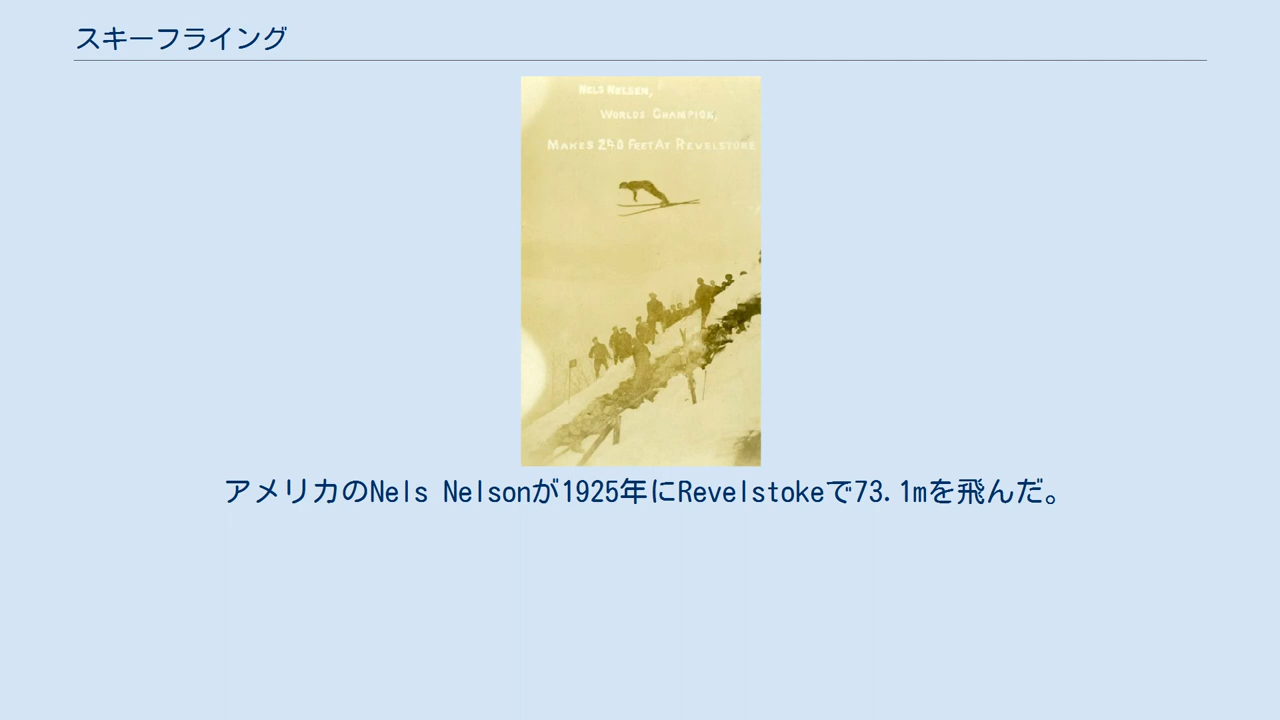 スキーフライング
NELS NELSEN,
WORLDS CHAMPION,
MAKES 240 FEET AT REVELSTOKE
アメリカのNels Nelsonが1925年にRevelstokeで73.1mを飛んだ。